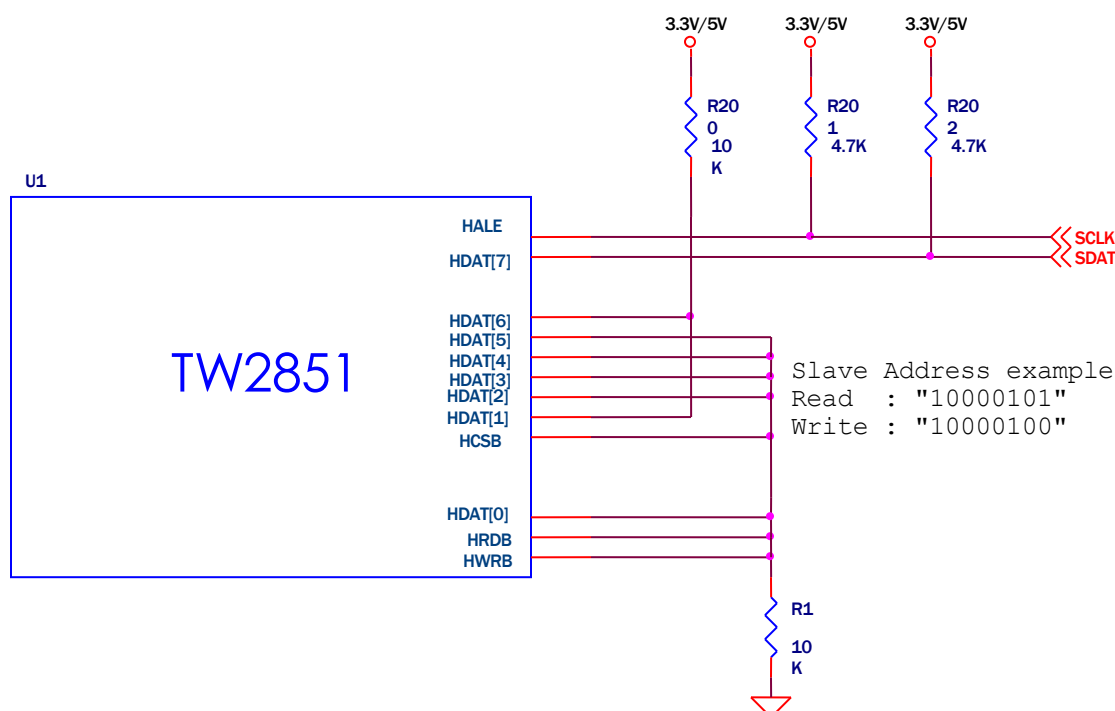 3.3V/5V 3.3V/5V 3.3V/5V
R20 R20 R20
0 1 2
10 4.7K 4.7K
K
U1
HALE
SCLK
HDAT[7]
SDAT
HDAT[6]
HDAT[5]
HDAT[4]
HDAT[3]
HDAT[2]
HDAT[1]
HCSB
TW2851
Slave Address example
Read : "10000101"
Write : "10000100"
HDAT[0]
HRDB
HWRB
R1
10
K